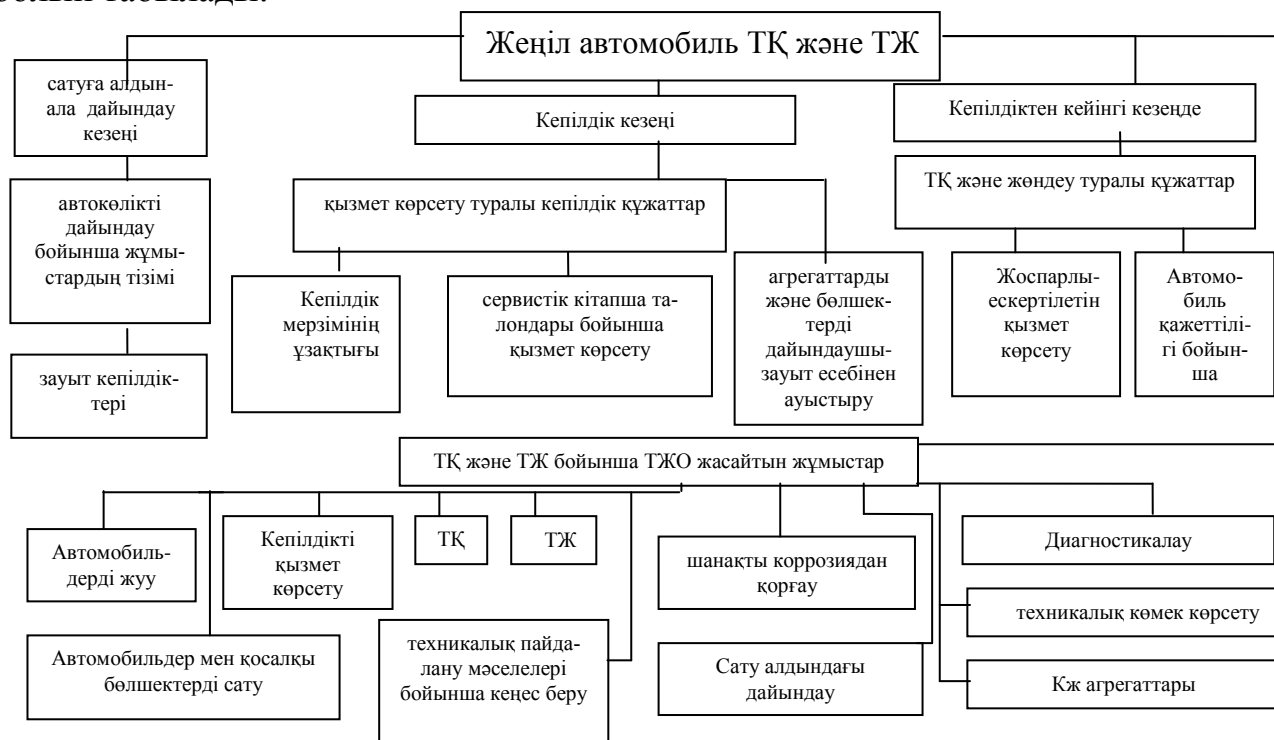 болып табылады.
Жеңіл автомобиль ТҚ және ТЖ
сатуға алдын-
ала дайындау
кезеңі
Кепілдік кезеңі
Кепілдіктен кейінгі кезеңде
автокөлікті
дайындау
бойынша жұмы-
стардың тізімі
қызмет көрсету туралы кепілдік құжаттар
ТҚ және жөндеу туралы құжаттар
Кепілдік
мерзімінің
ұзақтығы
сервистік кітапша та-
лондары бойынша
қызмет көрсету
агрегаттарды
және бөлшек-
терді
дайындаушы-
зауыт есебінен
ауыстыру
Жоспарлы-
ескертілетін
қызмет
көрсету
Автомо-
биль
қажеттілі-
гі бойын-
ша
зауыт кепілдік-
тері
ТҚ және ТЖ бойынша ТЖО жасайтын жұмыстар
Автомобиль-
дерді жуу
Кепілдікті
қызмет
көрсету
ТҚ
ТЖ
шанақты коррозиядан
қорғау
Диагностикалау
техникалық көмек көрсету
Автомобильдер мен қосалқы
бөлшектерді сату
техникалық пайда-
лану мәселелері
бойынша кеңес беру
Сату алдындағы
дайындау
Кж агрегаттары